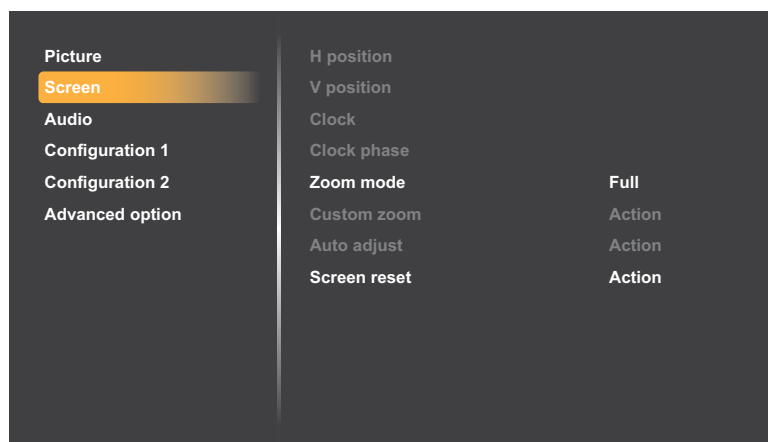 Picture
Screen
Audio
Configuration 1
Configuration 2
Advanced option
H position
V position
Clock
Clock phase
Zoom mode Full
Custom zoom Action
Auto adjust Action
Screen reset Action